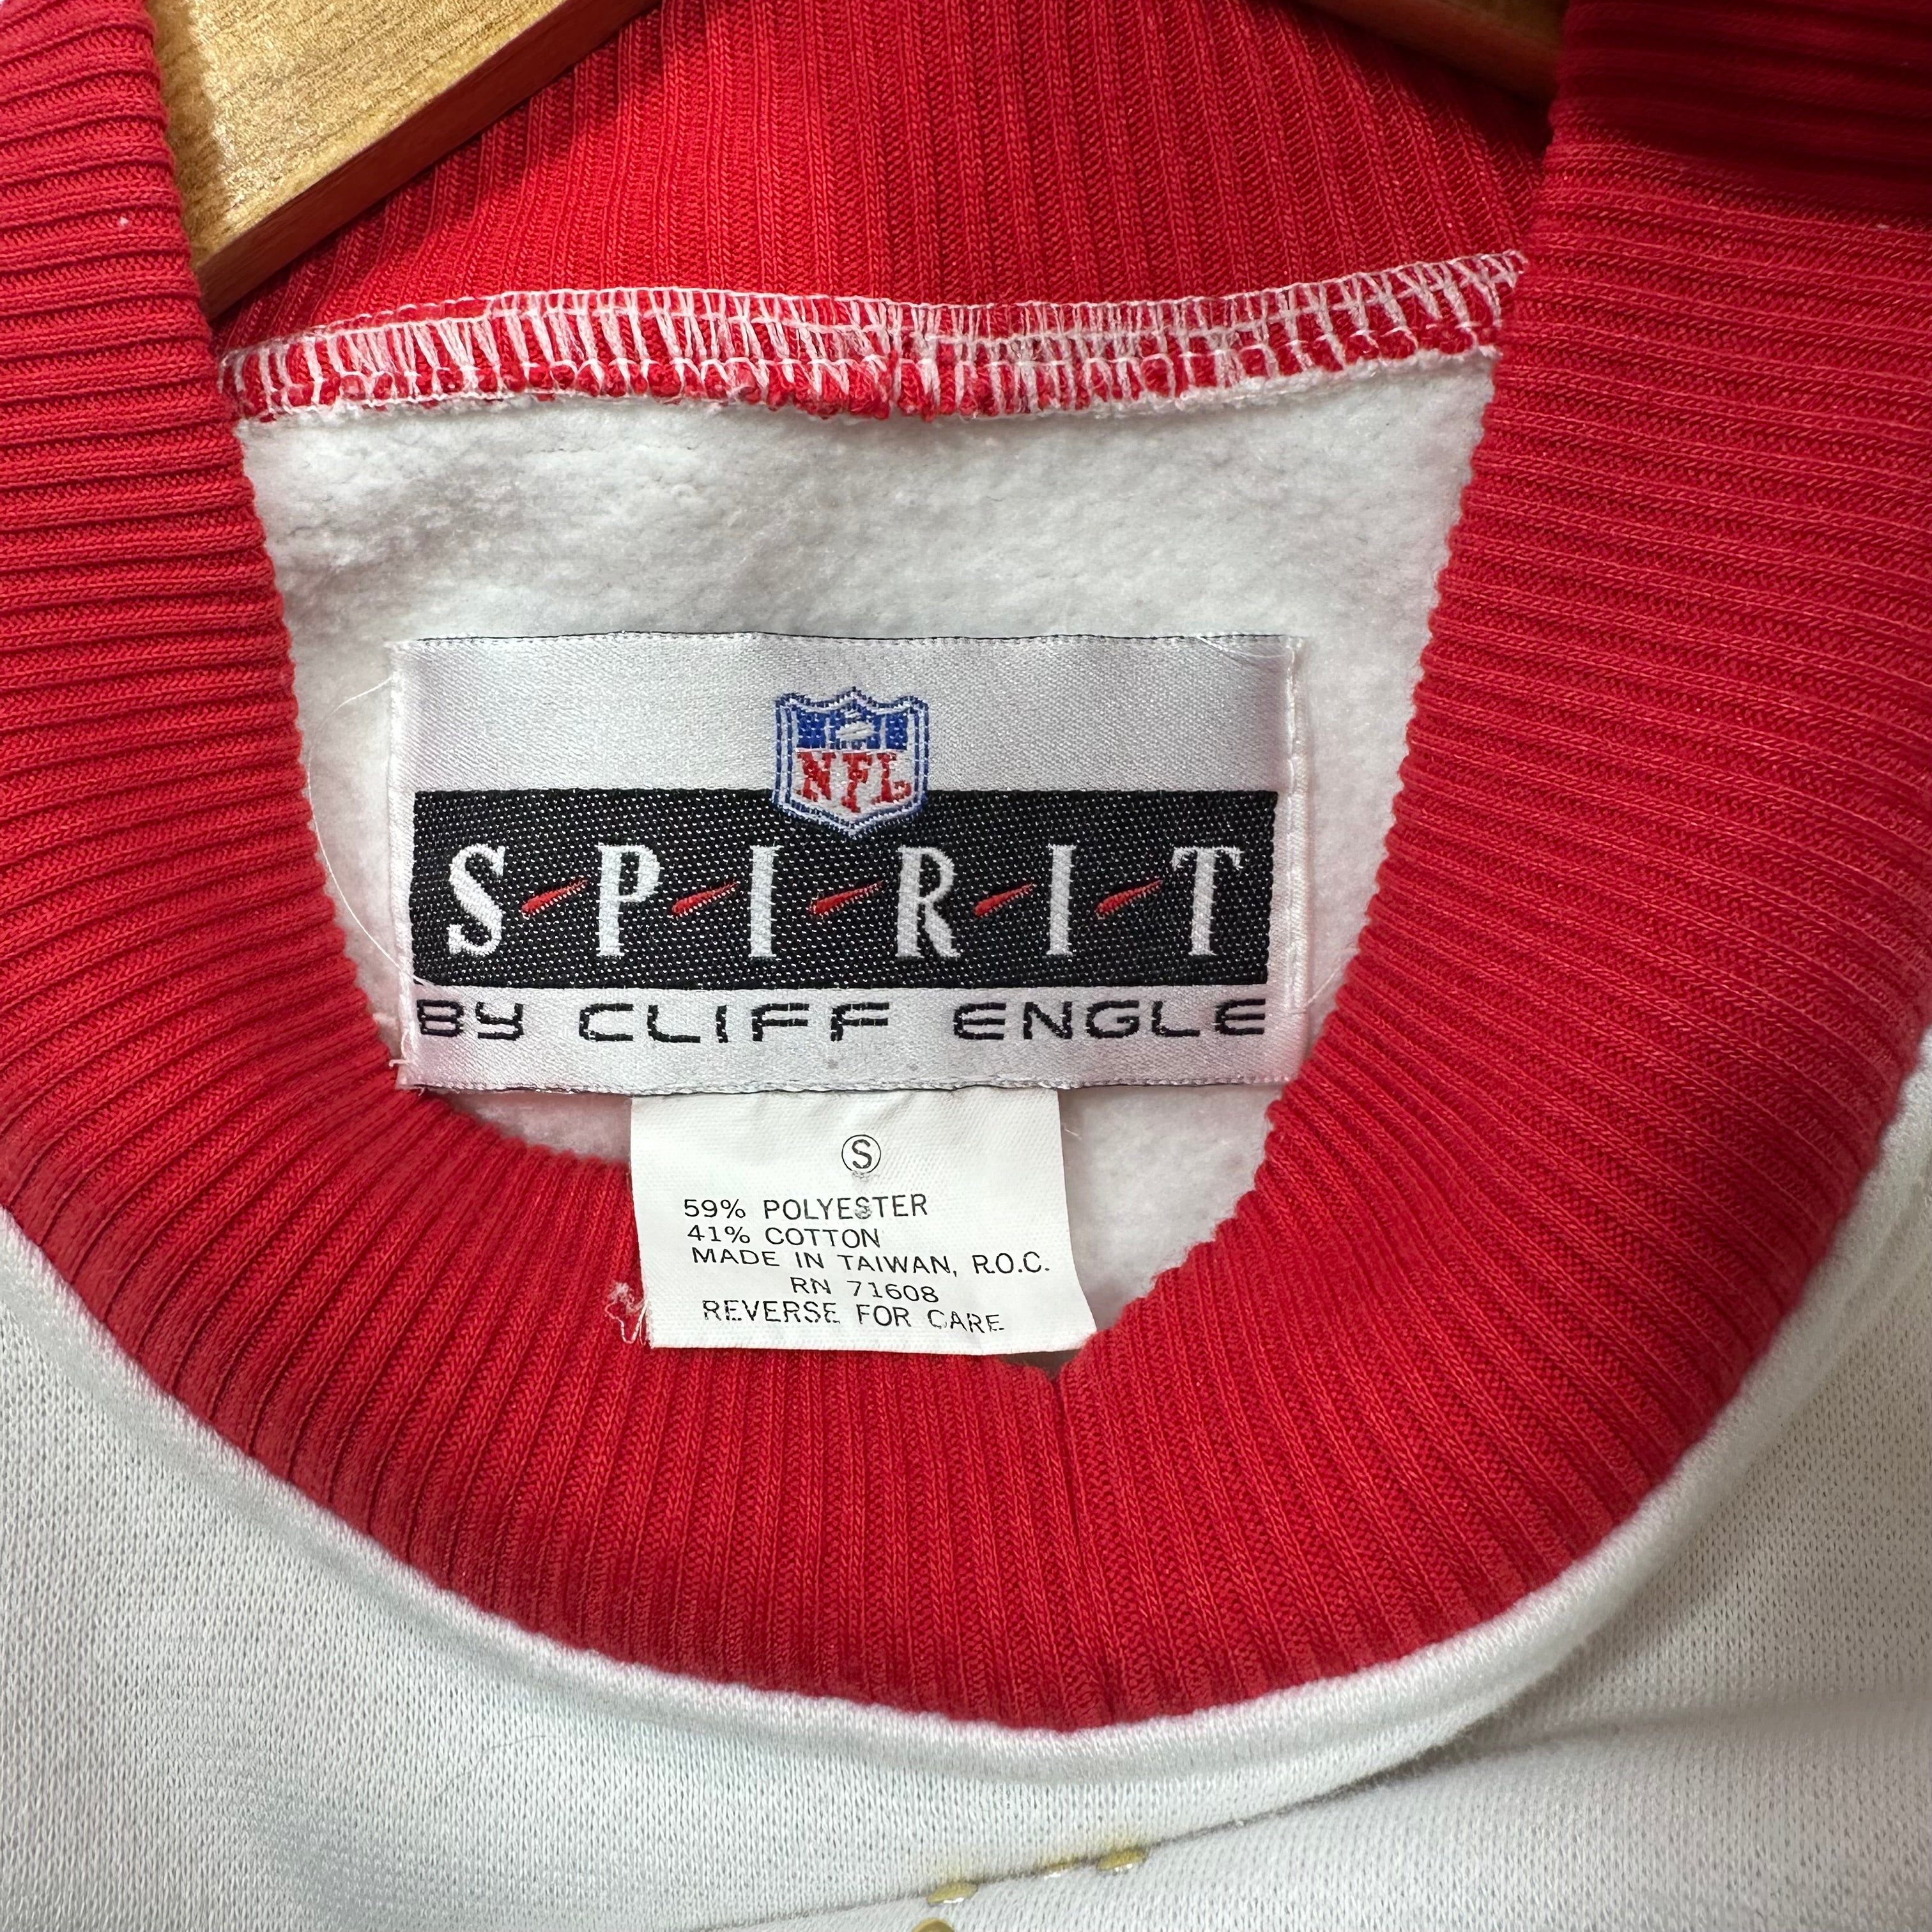 NFL
S-P-I-R-I-T
BY CLIFF ENGLE
S
59% POLYESTER
41% COTTON
MADE IN TAIWAN, R.O.C.
RN 71608
REVERSE FOR CARE